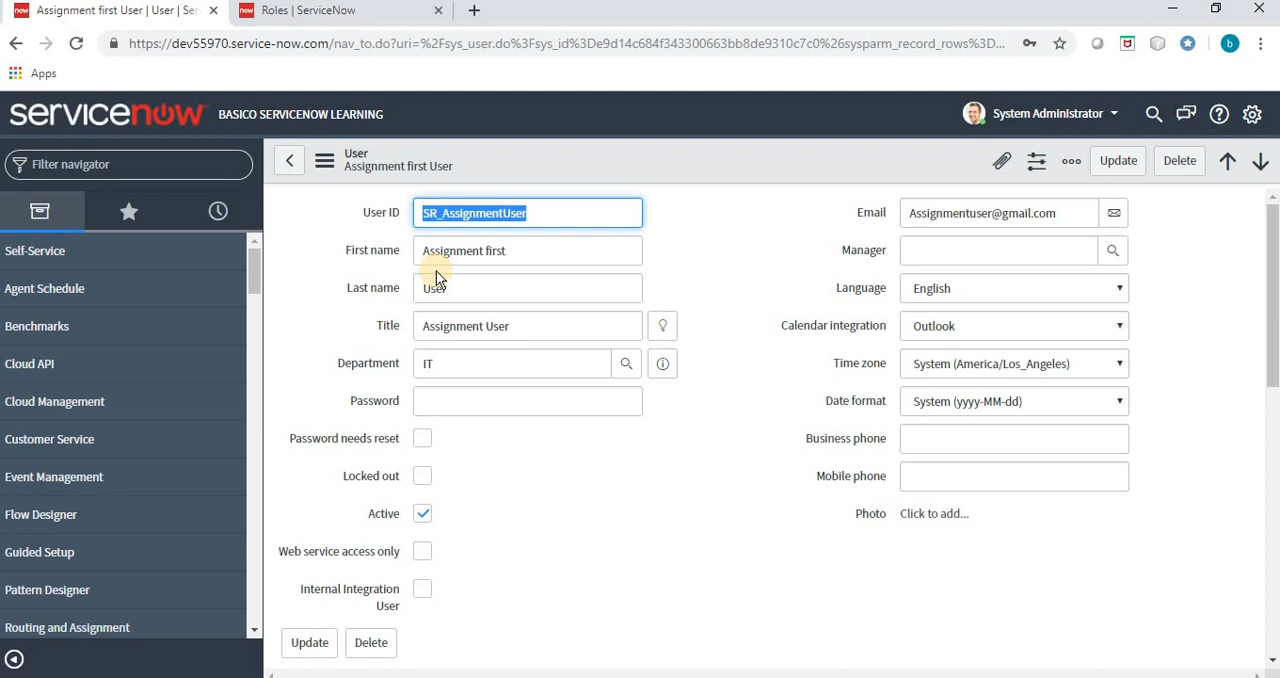 now Assignment first User | User | Ser
now Roles | ServiceNow
https://dev55970.service-now.com/nav_to.do?uri=%2Fsys_user.do%3Fsys_id%3De9d14c684f343300663bb8de9310c7c0%26sysparm_record_rows%3D...
b
Apps
servicenow BASICO SERVICENOW LEARNING
System Administrator
Filter navigator
User
Assignment first User
Update
Delete
Self-Service
Agent Schedule
Benchmarks
Cloud API
Cloud Management
Customer Service
Event Management
Flow Designer
Guided Setup
Pattern Designer
Routing and Assignment
User ID SR_AssignmentUser
First name Assignment first
Last name User
Title Assignment User
Department IT
Password
Password needs reset
Locked out
Active
Web service access only
Internal Integration
User
Update
Delete
Email Assignmentuser@gmail.com
Manager
Language English
Calendar integration Outlook
Time zone System (America/Los_Angeles)
Date format System (yyyy-MM-dd)
Business phone
Mobile phone
Photo Click to add...